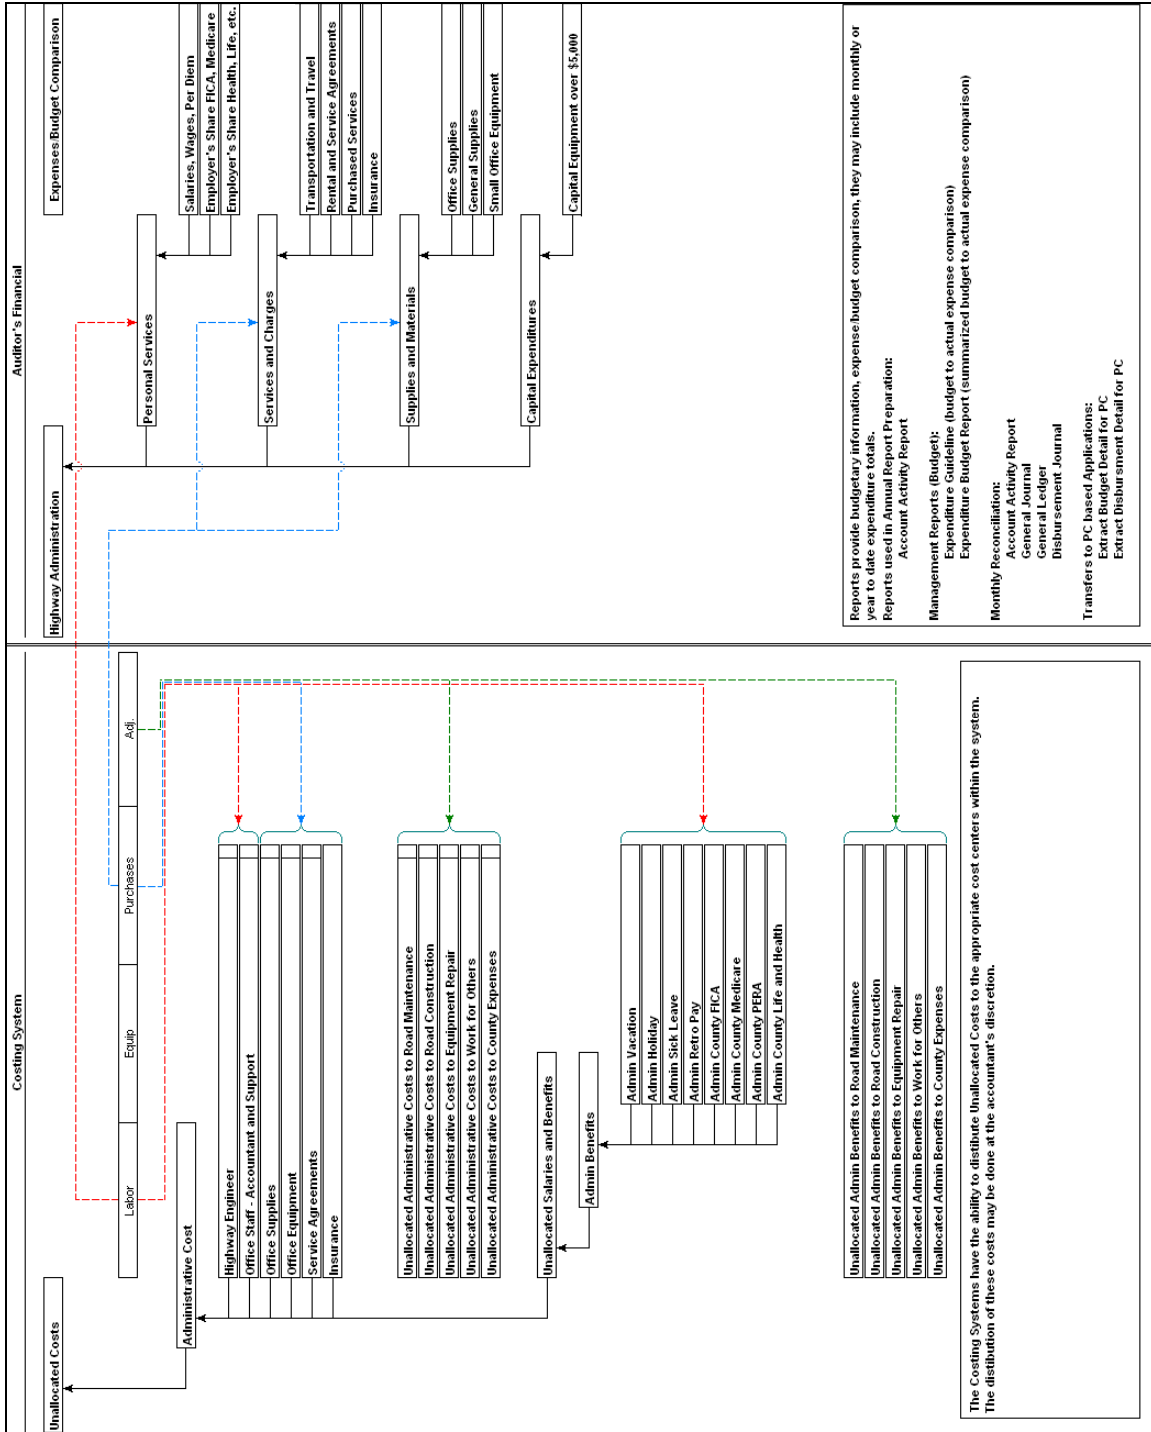 Costing System
Unallocated Costs
Labor
Equip
Purchases
Adj.
Administrative Cost
Highway Engineer
Office Staff - Accountant and Support
Office Supplies
Office Equipment
Service Agreements
Insurance
Unallocated Administrative Costs to Road Maintenance
Unallocated Administrative Costs to Road Construction
Unallocated Administrative Costs to Equipment Repair
Unallocated Administrative Costs to Work for Others
Unallocated Administrative Costs to County Expenses
Unallocated Salaries and Benefits
Admin Benefits
Admin Vacation
Admin Holiday
Admin Sick Leave
Admin Retro Pay
Admin County FICA
Admin County Medicare
Admin County PERA
Admin County Life and Health
Unallocated Admin Benefits to Road Maintenance
Unallocated Admin Benefits to Road Construction
Unallocated Admin Benefits to Equipment Repair
Unallocated Admin Benefits to Work for Others
Unallocated Admin Benefits to County Expenses
The Costing Systems have the ability to distibute Unallocated Costs to the appropriate cost centers within the system.
The distibution of these costs may be done at the accountant's discretion.
Auditor's Financial
Highway Administration
Expenses/Budget Comparison
Personal Services
Salaries, Wages, Per Diem
Employer's Share FICA, Medicare
Employer's Share Health, Life, etc.
Services and Charges
Transportation and Travel
Rental and Service Agreements
Purchased Services
Insurance
Supplies and Materials
Office Supplies
General Supplies
Small Office Equipment
Capital Expenditures
Capital Equipment over $5,000
Reports provide budgetary information, expense/budget comparison, they may include monthly or
year to date expenditure totals.
Reports used in Annual Report Preparation:
Account Activity Report
Management Reports (Budget):
Expenditure Guideline (budget to actual expense comparison)
Expenditure Budget Report (summarized budget to actual expense comparison)
Monthly Reconciliation:
Account Activity Report
General Journal
General Ledger
Disbursement Journal
Transfers to PC based Applications:
Extract Budget Detail for PC
Extract Disbursment Detail for PC